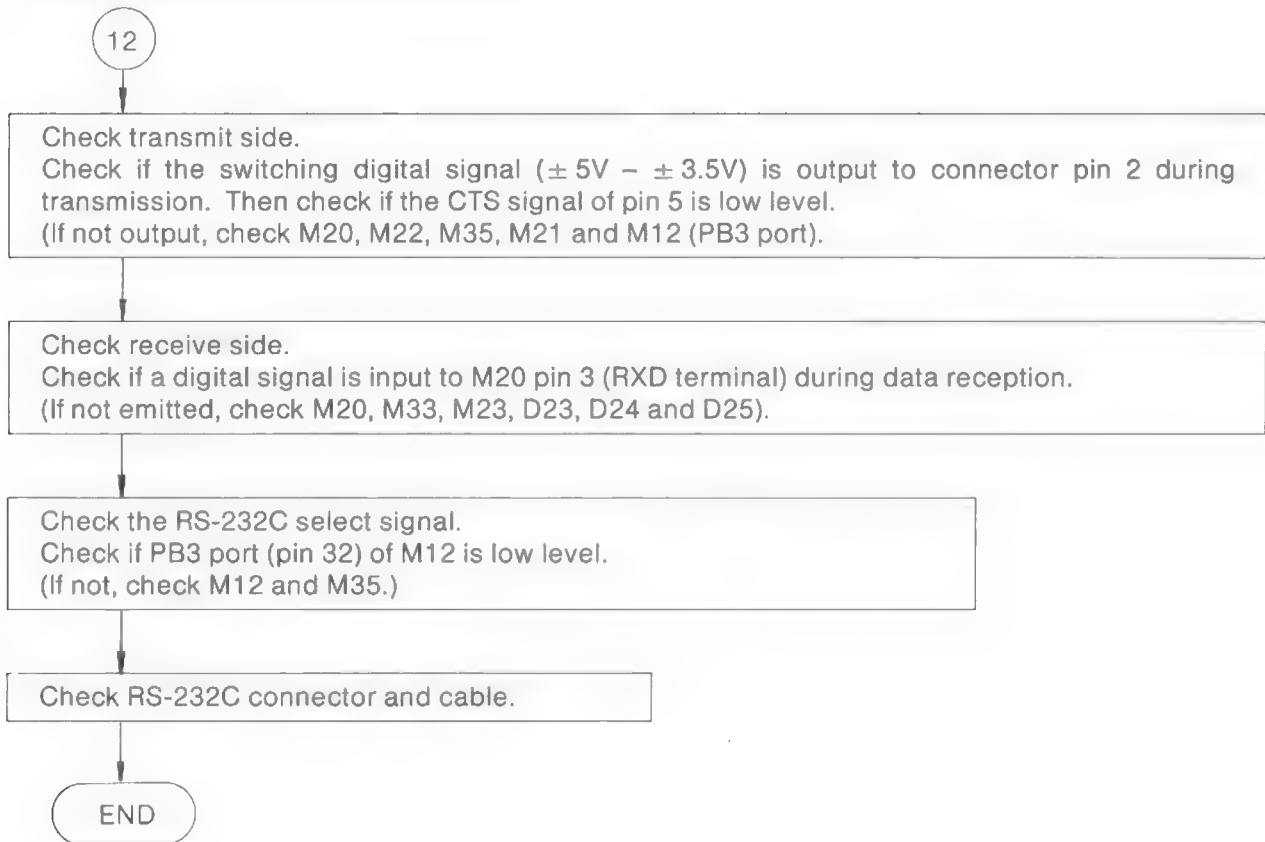 12
Check transmit side.
Check if the switching digital signal (± 5V – ± 3.5V) is output to connector pin 2 during
transmission. Then check if the CTS signal of pin 5 is low level.
(If not output, check M20, M22, M35, M21 and M12 (PB3 port).
Check receive side.
Check if a digital signal is input to M20 pin 3 (RXD terminal) during data reception.
(If not emitted, check M20, M33, M23, D23, D24 and D25).
Check the RS-232C select signal.
Check if PB3 port (pin 32) of M12 is low level.
(If not, check M12 and M35.)
Check RS-232C connector and cable.
END